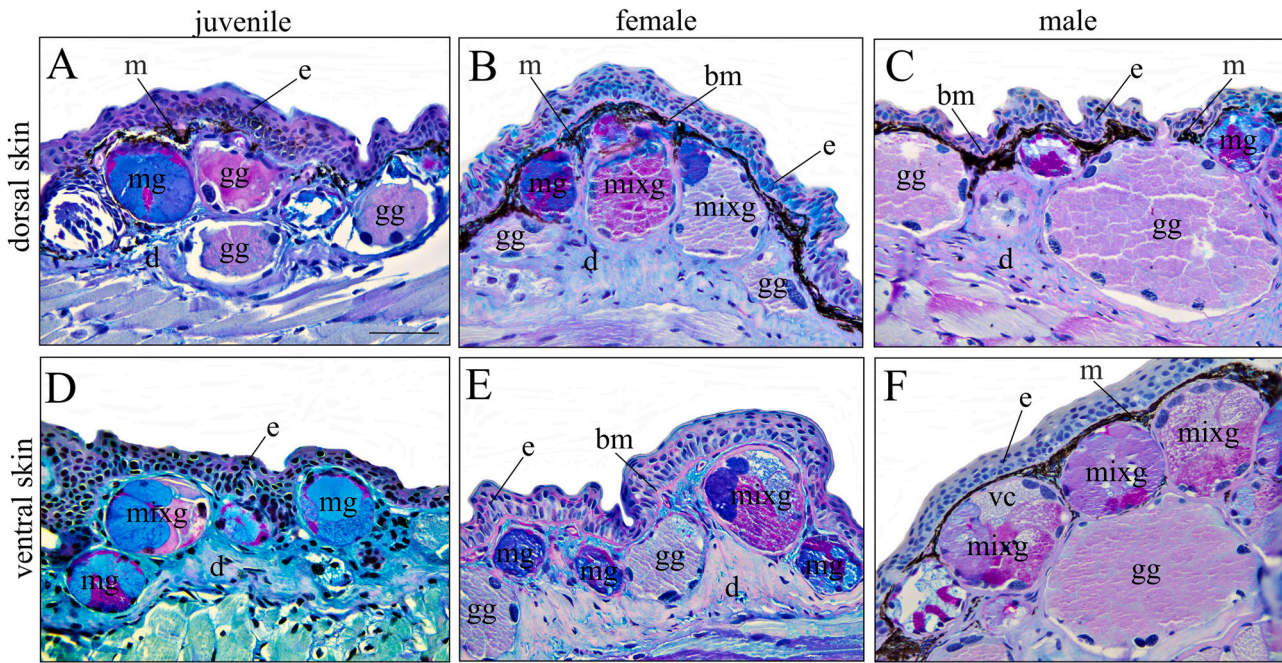 juvenile female male
dorsal skin
A m e
mg gg gg
gg
d
B m bm
e
mg mixg mixg
gg d gg
C bm e m
mg
gg gg
d
ventral skin
D e
mixg mg
mg d
E e bm
mixg
mg mg gg mg
gg d
F e m
mixg
mixg
vc
mixg gg